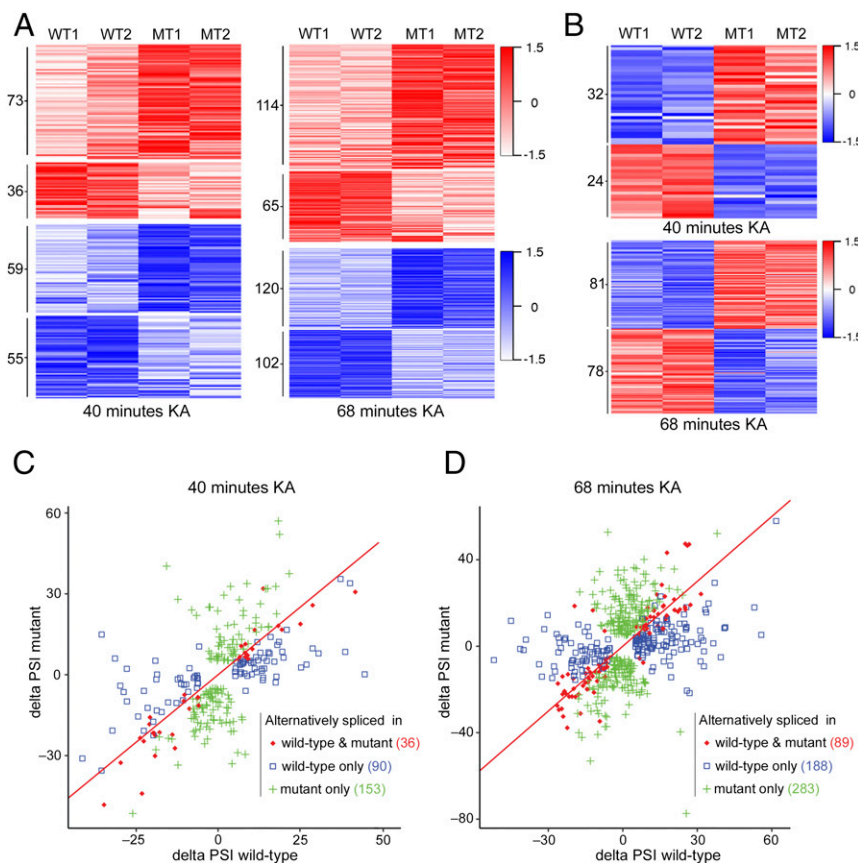 A
WT1 WT2 MT1 MT2
73
36
59
55
40 minutes KA
WT1 WT2 MT1 MT2
114
65
120
102
68 minutes KA
1.5
0
-1.5
1.5
0
-1.5
B
WT1 WT2 MT1 MT2
32
24
40 minutes KA
81
78
68 minutes KA
1.5
0
-1.5
1.5
0
-1.5
C
40 minutes KA
delta PSI mutant
60
30
0
−30
−25 0 25 50
delta PSI wild-type
Alternatively spliced in
wild-type & mutant (36)
wild-type only (90)
mutant only (153)
D
68 minutes KA
delta PSI mutant
40
0
−40
−80
−30 0 30 60
delta PSI wild-type
Alternatively spliced in
wild-type & mutant (89)
wild-type only (188)
mutant only (283)